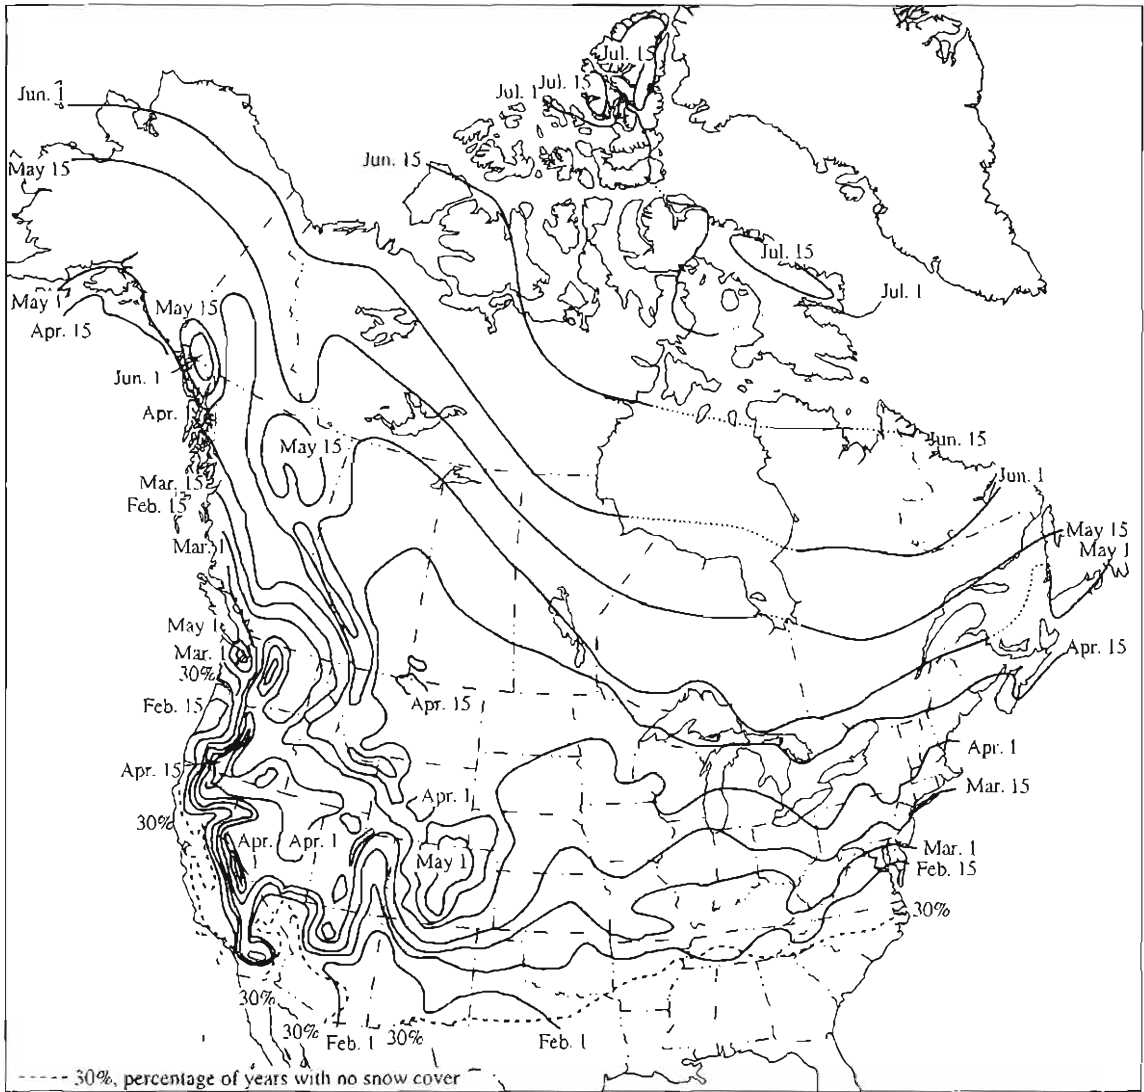 Jul. 15
Jul. 1 Jul. 15
Jun. 1
Jun. 15
May 15
Jul. 15
May 1
May 15
Jul. 1
Apr. 15
Jun. 1
Apr. 1
May 15
Jun. 15
Jun. 1
Mar. 15
Feb. 15
May 15
Mar. 1
May 1
May 1
Mar. 1
Apr. 15
30%
Apr. 15
Feb. 15
Apr. 1
Apr. 15
Mar. 15
Apr. 1
30%
Apr. Apr. 1
Mar. 1
May 1
Feb. 15
30%
30%
30%
Feb. 1
30%
Feb. 1
----- 30%, percentage of years with no snow cover